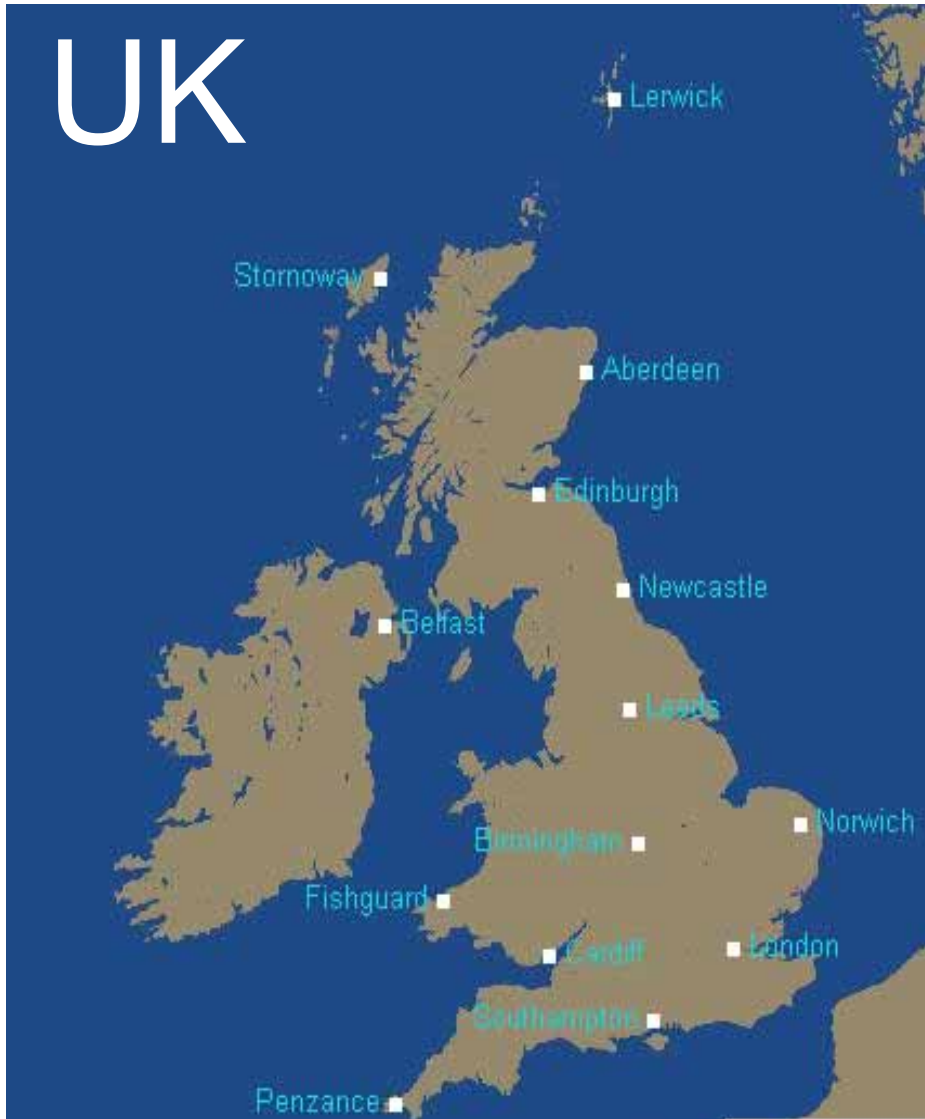 UK
Lerwick
Stornoway
Aberdeen
Edinburgh
Newcastle
Belfast
Leeds
Norwich
Birmingham
Fishguard
London
Cardiff
Southampton
Penzance